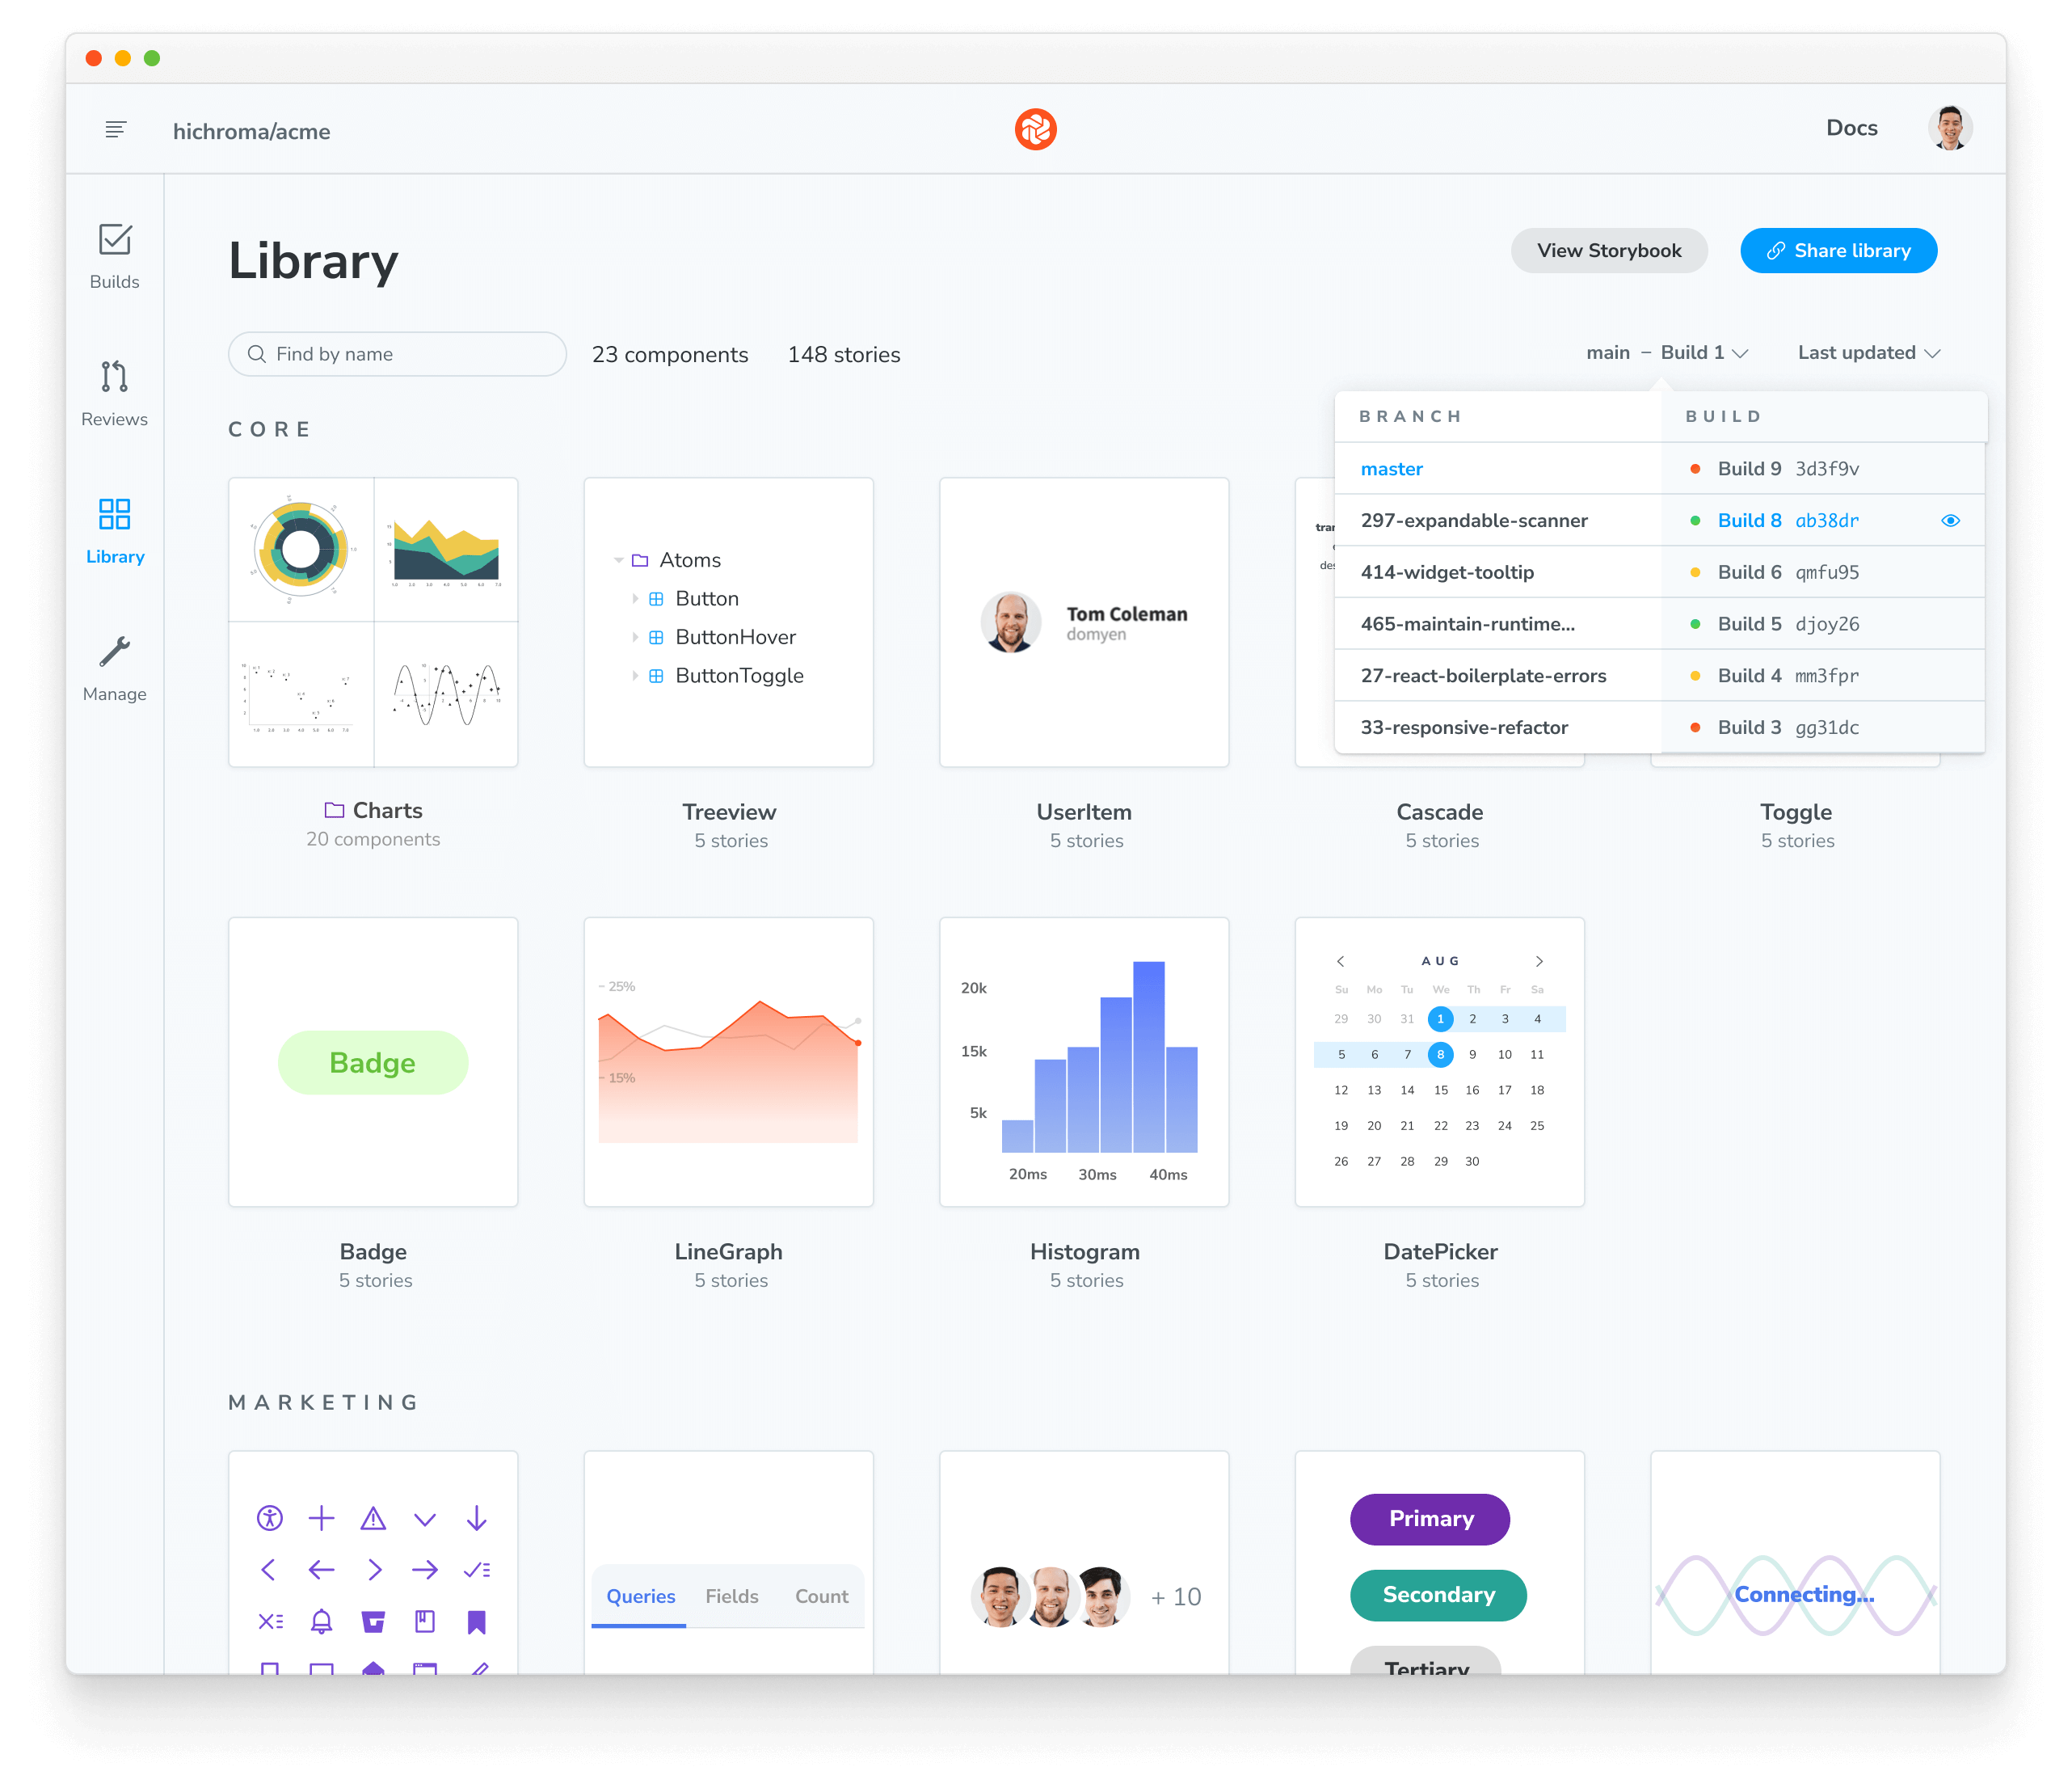 hichroma/acme
Docs
Builds
Reviews
Library
Manage
Library
View Storybook
Share library
Find by name
23 components
148 stories
main – Build 1
Last updated
BRANCH
BUILD
master
Build 9 3d3f9v
297-expandable-scanner
Build 8 ab38dr
414-widget-tooltip
Build 6 qmfu95
465-maintain-runtime...
Build 5 djoy26
27-react-boilerplate-errors
Build 4 mm3fpr
33-responsive-refactor
Build 3 gg31dc
CORE
Atoms
Button
ButtonHover
ButtonToggle
Tom Coleman
domyen
Charts
20 components
Treeview
5 stories
UserItem
5 stories
Cascade
5 stories
Toggle
5 stories
Badge
25%
15%
20k
15k
5k
20ms 30ms 40ms
AUG
Su Mo Tu We Th Fr Sa
29 30 31 1 2 3 4
5 6 7 8 9 10 11
12 13 14 15 16 17 18
19 20 21 22 23 24 25
26 27 28 29 30
Badge
5 stories
LineGraph
5 stories
Histogram
5 stories
DatePicker
5 stories
MARKETING
Queries Fields Count
+ 10
Primary
Secondary
Tertiary
Connecting...